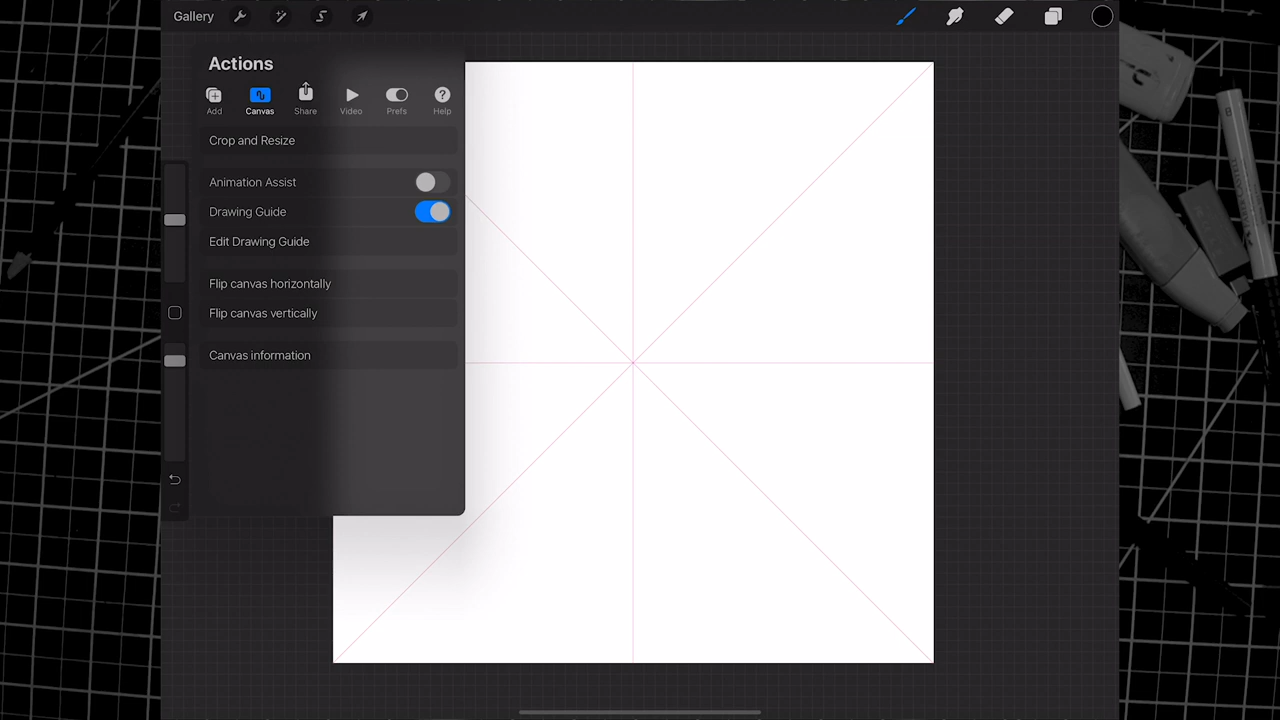 Gallery
Actions
Add Canvas Share Video Prefs Help
Crop and Resize
Animation Assist
Drawing Guide
Edit Drawing Guide
Flip canvas horizontally
Flip canvas vertically
Canvas information